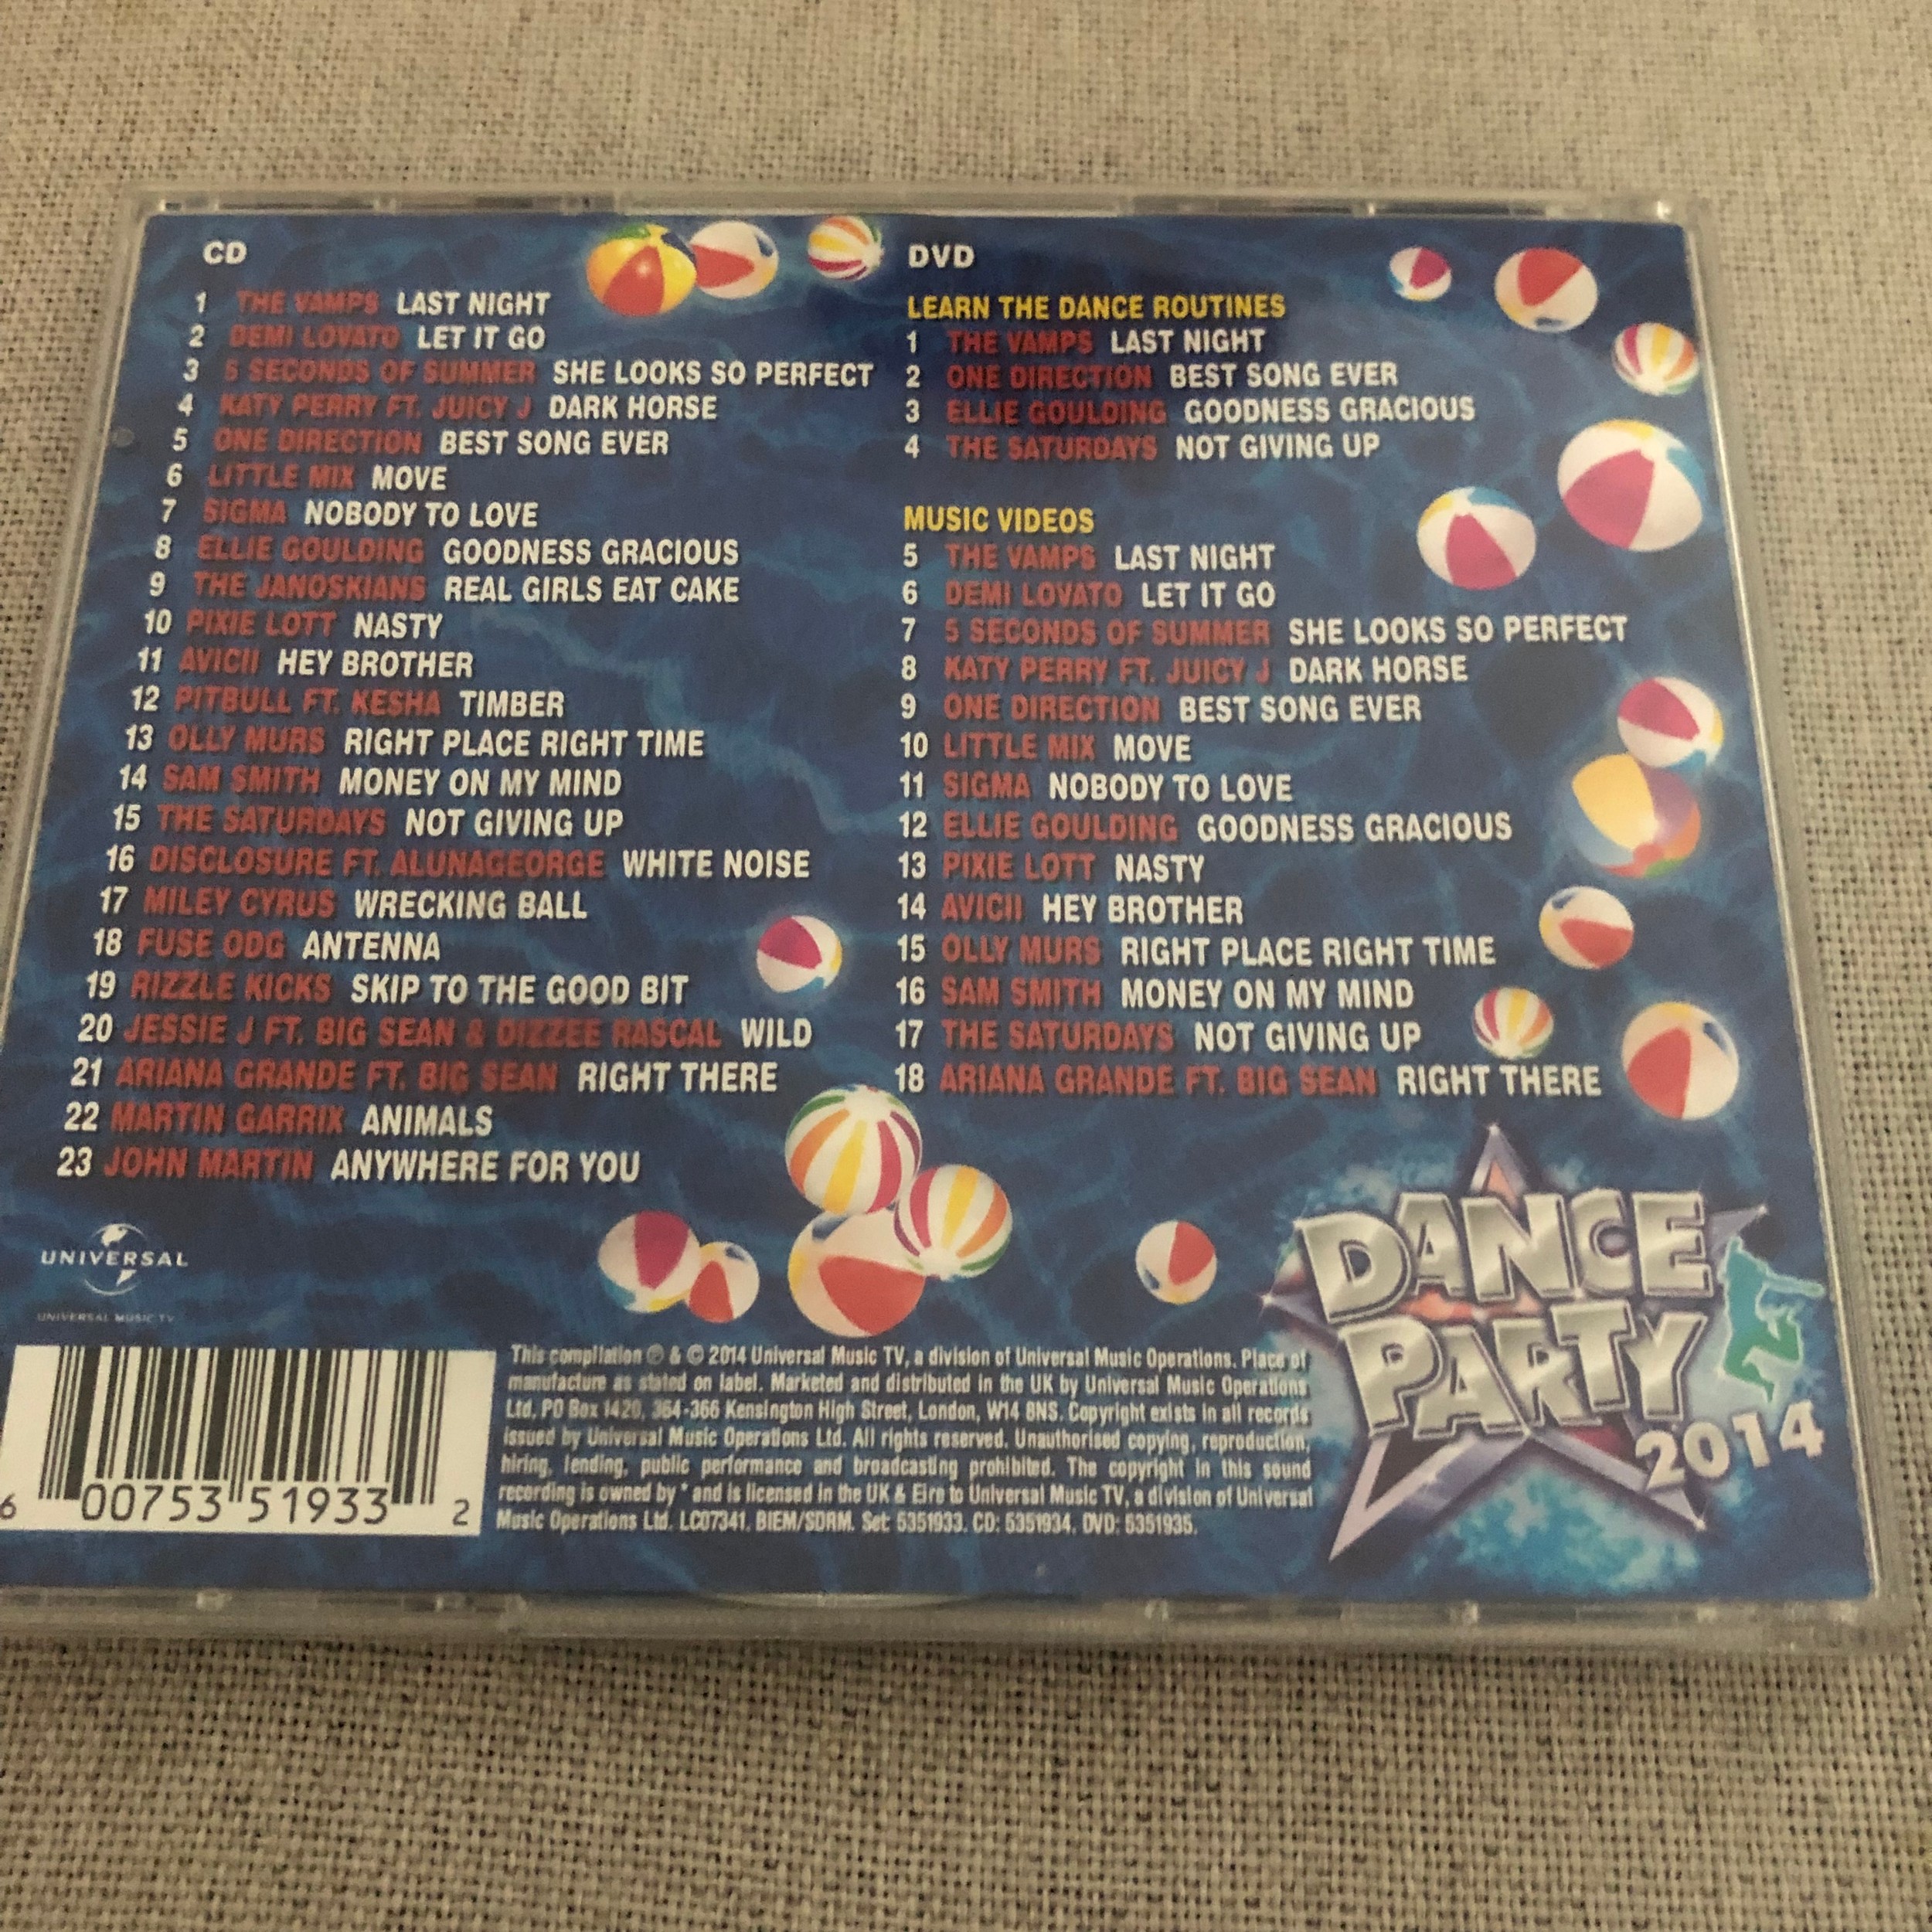 CD
1 THE VAMPS LAST NIGHT
2 DEMI LOVATO LET IT GO
3 5 SECONDS OF SUMMER SHE LOOKS SO PERFECT
4 KATY PERRY FT. JUICY J DARK HORSE
5 ONE DIRECTION BEST SONG EVER
6 LITTLE MIX MOVE
7 SIGMA NOBODY TO LOVE
8 ELLIE GOULDING GOODNESS GRACIOUS
9 THE JANOSKIANS REAL GIRLS EAT CAKE
10 PIXIE LOTT NASTY
11 AVICII HEY BROTHER
12 PITBULL FT. KESHA TIMBER
13 OLLY MURS RIGHT PLACE RIGHT TIME
14 SAM SMITH MONEY ON MY MIND
15 THE SATURDAYS NOT GIVING UP
16 DISCLOSURE FT. ALUNAGEORGE WHITE NOISE
17 MILEY CYRUS WRECKING BALL
18 FUSE ODG ANTENNA
19 RIZZLE KICKS SKIP TO THE GOOD BIT
20 JESSIE J FT. BIG SEAN & DIZZEE RASCAL WILD
21 ARIANA GRANDE FT. BIG SEAN RIGHT THERE
22 MARTIN GARRIX ANIMALS
23 JOHN MARTIN ANYWHERE FOR YOU
DVD
LEARN THE DANCE ROUTINES
1 THE VAMPS LAST NIGHT
2 ONE DIRECTION BEST SONG EVER
3 ELLIE GOULDING GOODNESS GRACIOUS
4 THE SATURDAYS NOT GIVING UP
MUSIC VIDEOS
5 THE VAMPS LAST NIGHT
6 DEMI LOVATO LET IT GO
7 5 SECONDS OF SUMMER SHE LOOKS SO PERFECT
8 KATY PERRY FT. JUICY J DARK HORSE
9 ONE DIRECTION BEST SONG EVER
10 LITTLE MIX MOVE
11 SIGMA NOBODY TO LOVE
12 ELLIE GOULDING GOODNESS GRACIOUS
13 PIXIE LOTT NASTY
14 AVICII HEY BROTHER
15 OLLY MURS RIGHT PLACE RIGHT TIME
16 SAM SMITH MONEY ON MY MIND
17 THE SATURDAYS NOT GIVING UP
18 ARIANA GRANDE FT. BIG SEAN RIGHT THERE
UNIVERSAL
UNIVERSAL MUSIC TV
6 00753 51933 2
This compilation ℗ & © 2014 Universal Music TV, a division of Universal Music Operations. Place of
manufacture as stated on label. Marketed and distributed in the UK by Universal Music Operations
Ltd. PO Box 1420, 364-366 Kensington High Street, London, W14 8NS. Copyright exists in all records
issued by Universal Music Operations Ltd. All rights reserved. Unauthorised copying, reproduction,
hiring, lending, public performance and broadcasting prohibited. The copyright in this sound
recording is owned by * and is licensed in the UK & Eire to Universal Music TV, a division of Universal
Music Operations Ltd. LC07341. BIEM/SDRM. Set: 5351933. CD: 5351934. DVD: 5351935.
DANCE
PARTY
2014